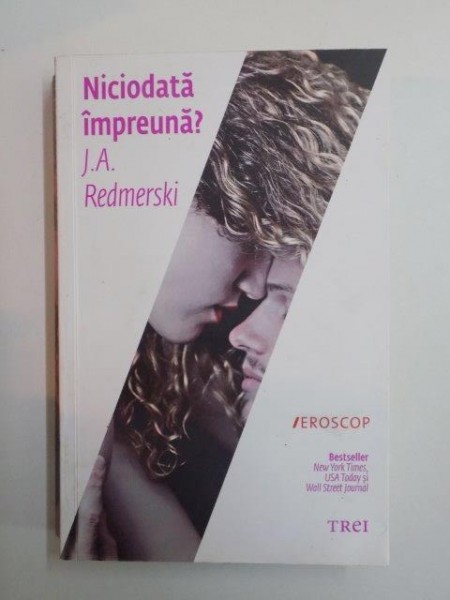 Niciodată
împreună?
J.A.
Redmerski
EROSCOP
Bestseller
New York Times,
USA Today și
Wall Street Journal
TREI